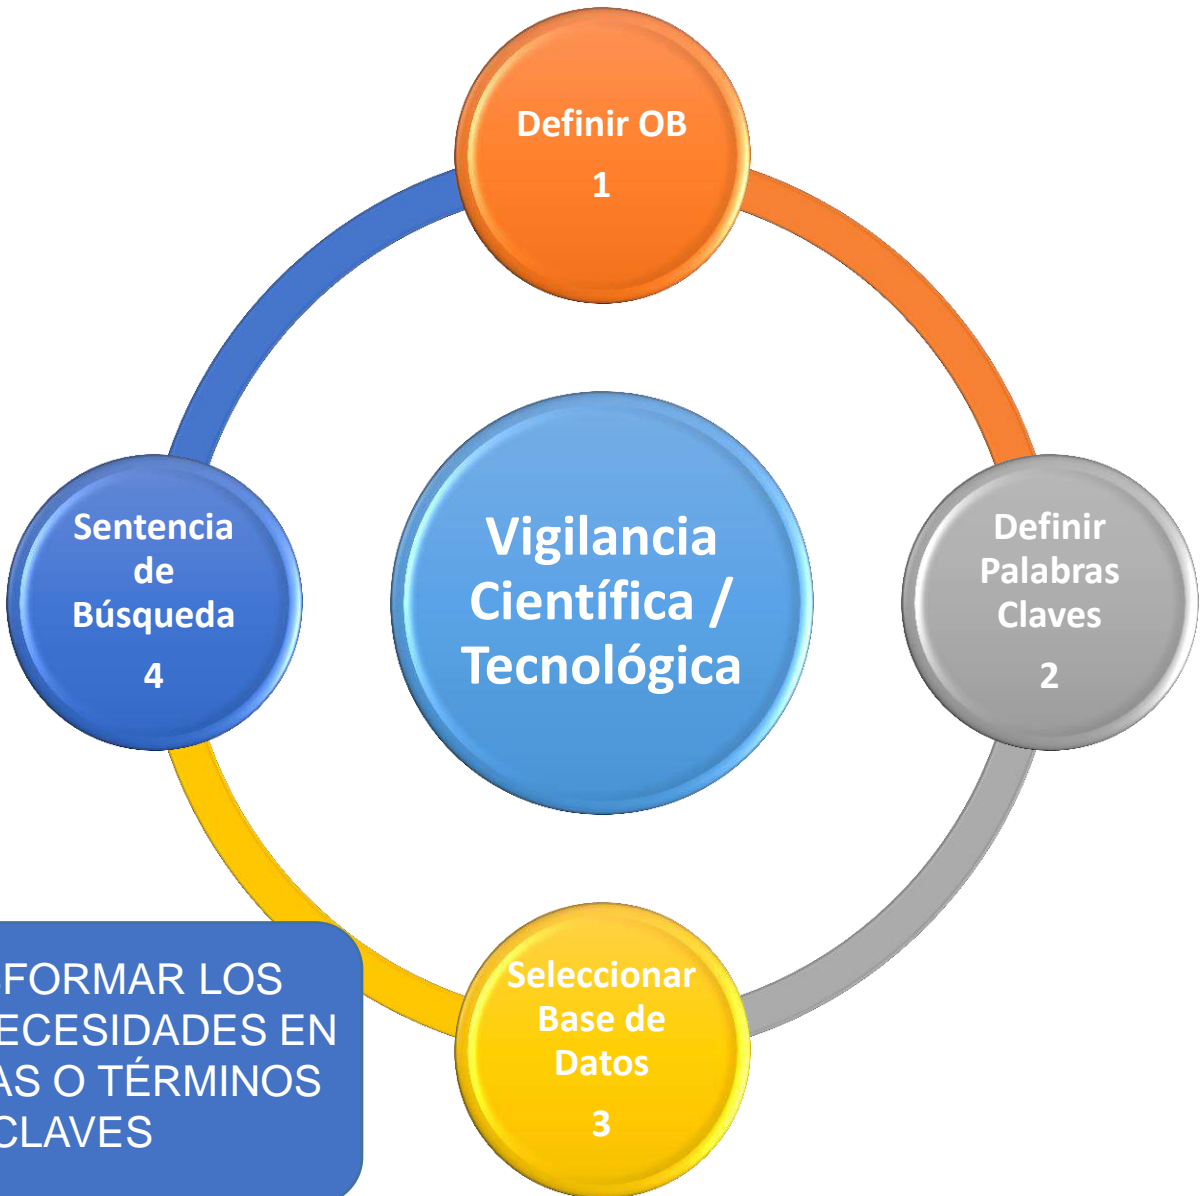 Definir OB
1
Vigilancia
Científica /
Tecnológica
Definir
Palabras
Claves
2
Seleccionar
Base de
Datos
3
Sentencia
de
Búsqueda
4
FORMAR LOS
ECESIDADES EN
AS O TÉRMINOS
CLAVES